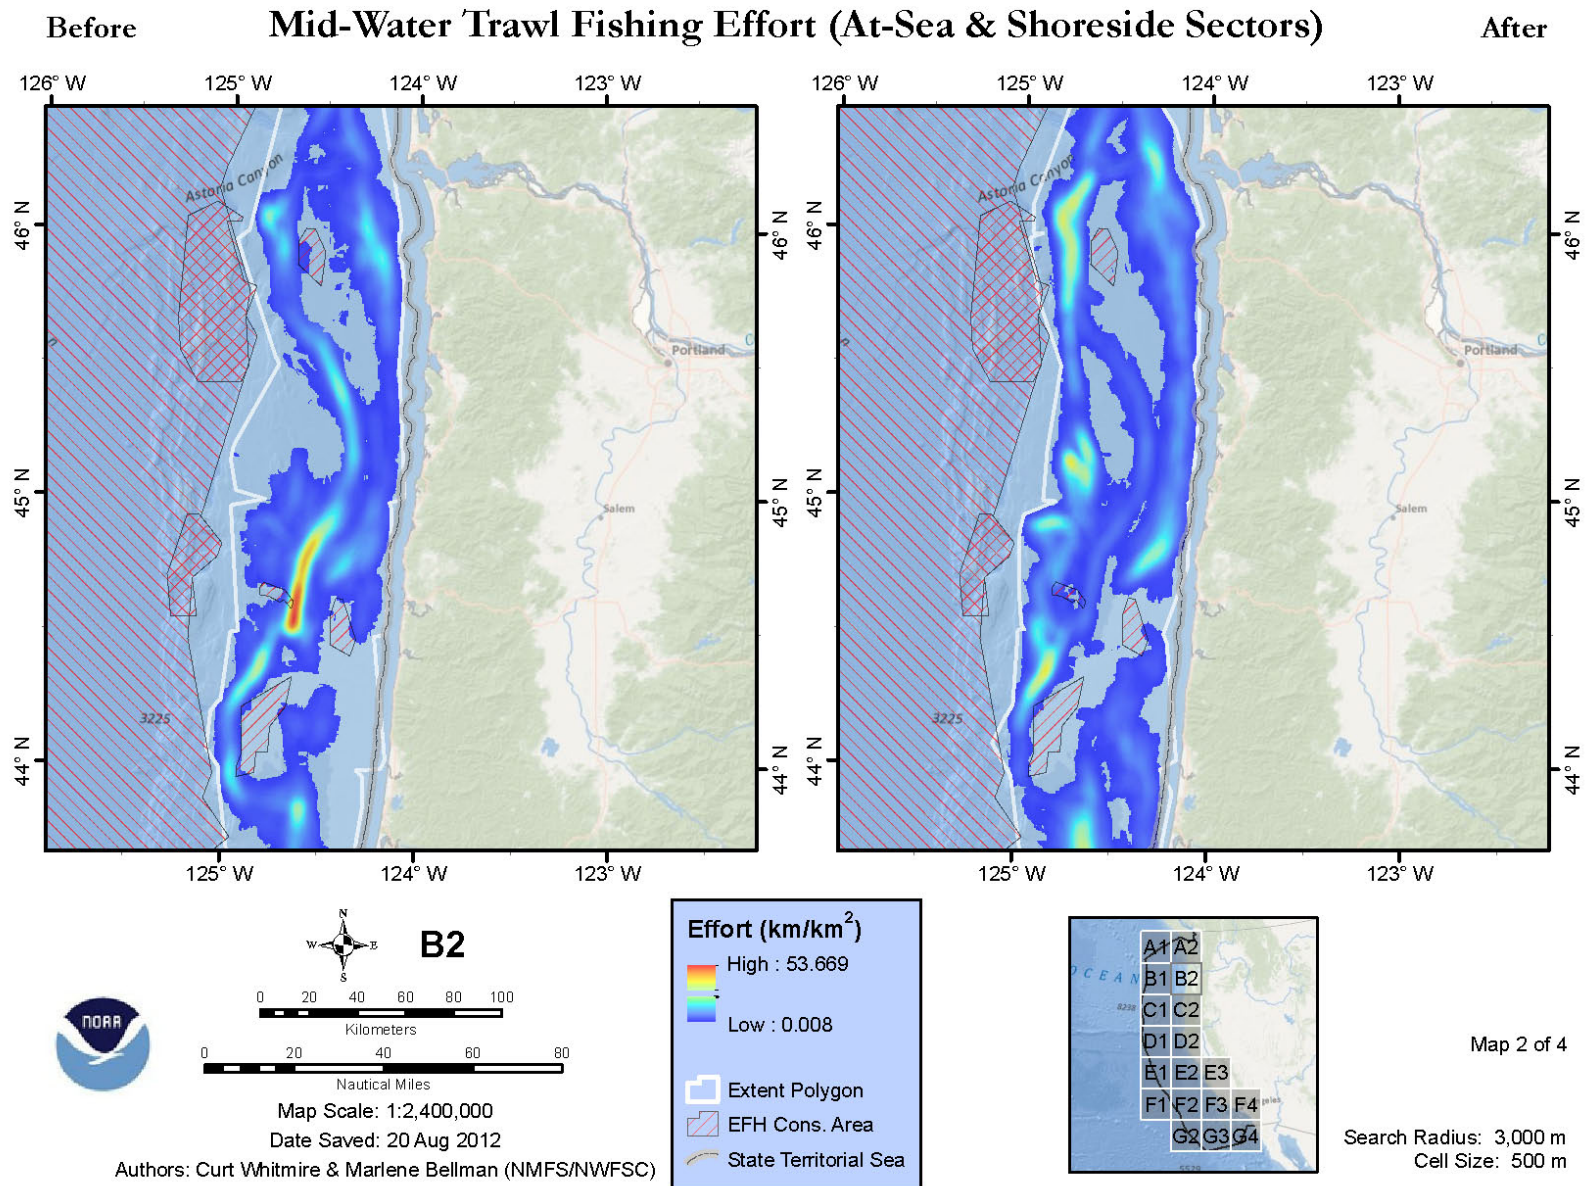 Before
Mid-Water Trawl Fishing Effort (At-Sea & Shoreside Sectors)
After
126° W
125° W
124° W
123° W
126° W
125° W
124° W
123° W
Astoria Canyon
Astoria Canyon
46° N
46° N
46° N
46° N
Portland
Portland
45° N
45° N
45° N
45° N
Salem
Salem
3225
3225
44° N
44° N
44° N
44° N
125° W
124° W
123° W
125° W
124° W
123° W
N
W E
S
B2
0 20 40 60 80 100
Kilometers
0 20 40 60 80
Nautical Miles
NOAA
Map Scale: 1:2,400,000
Date Saved: 20 Aug 2012
Authors: Curt Whitmire & Marlene Bellman (NMFS/NWFSC)
Effort (km/km²)
High : 53.669
Low : 0.008
Extent Polygon
EFH Cons. Area
State Territorial Sea
A1 A2
OCEAN
B1 B2
8238
C1 C2
D1 D2
E1 E2 E3
F1 F2 F3 F4
G2 G3 G4
Map 2 of 4
Search Radius: 3,000 m
Cell Size: 500 m